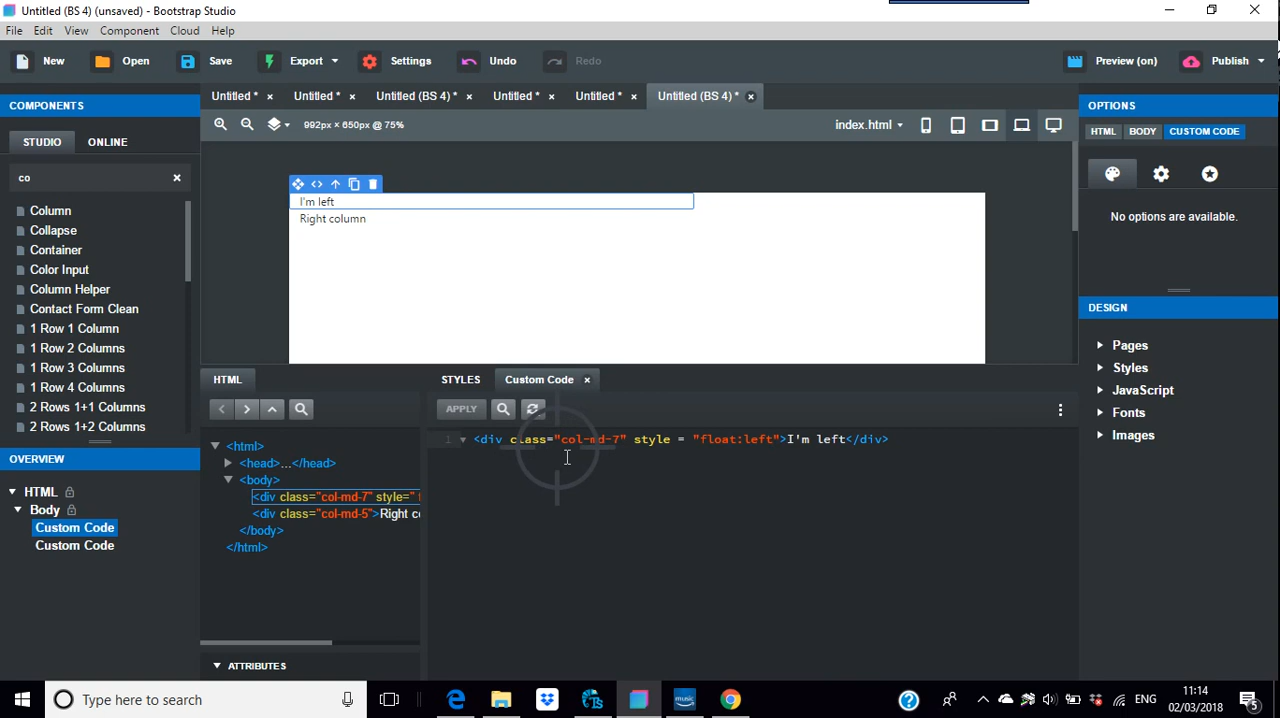 Untitled (BS 4) (unsaved) - Bootstrap Studio
File Edit View Component Cloud Help
New Open Save Export Settings Undo Redo Preview (on) Publish
COMPONENTS
Untitled * × Untitled * × Untitled (BS 4) * × Untitled * × Untitled * × Untitled (BS 4) * ×
OPTIONS
STUDIO ONLINE
992px × 650px @ 75%
index.html
HTML BODY CUSTOM CODE
co
No options are available.
Column
Collapse
Container
Color Input
Column Helper
Contact Form Clean
1 Row 1 Column
1 Row 2 Columns
1 Row 3 Columns
1 Row 4 Columns
2 Rows 1+1 Columns
2 Rows 1+2 Columns
I'm left
Right column
DESIGN
Pages
Styles
JavaScript
Fonts
Images
HTML
STYLES Custom Code ×
APPLY
1 <div class="col-md-7" style = "float:left">I'm left</div>
<html>
<head>...</head>
<body>
<div class="col-md-7" style="
<div class="col-md-5">Right c
</body>
</html>
ATTRIBUTES
OVERVIEW
HTML
Body
Custom Code
Custom Code
Type here to search
music
ENG
11:14
02/03/2018
5